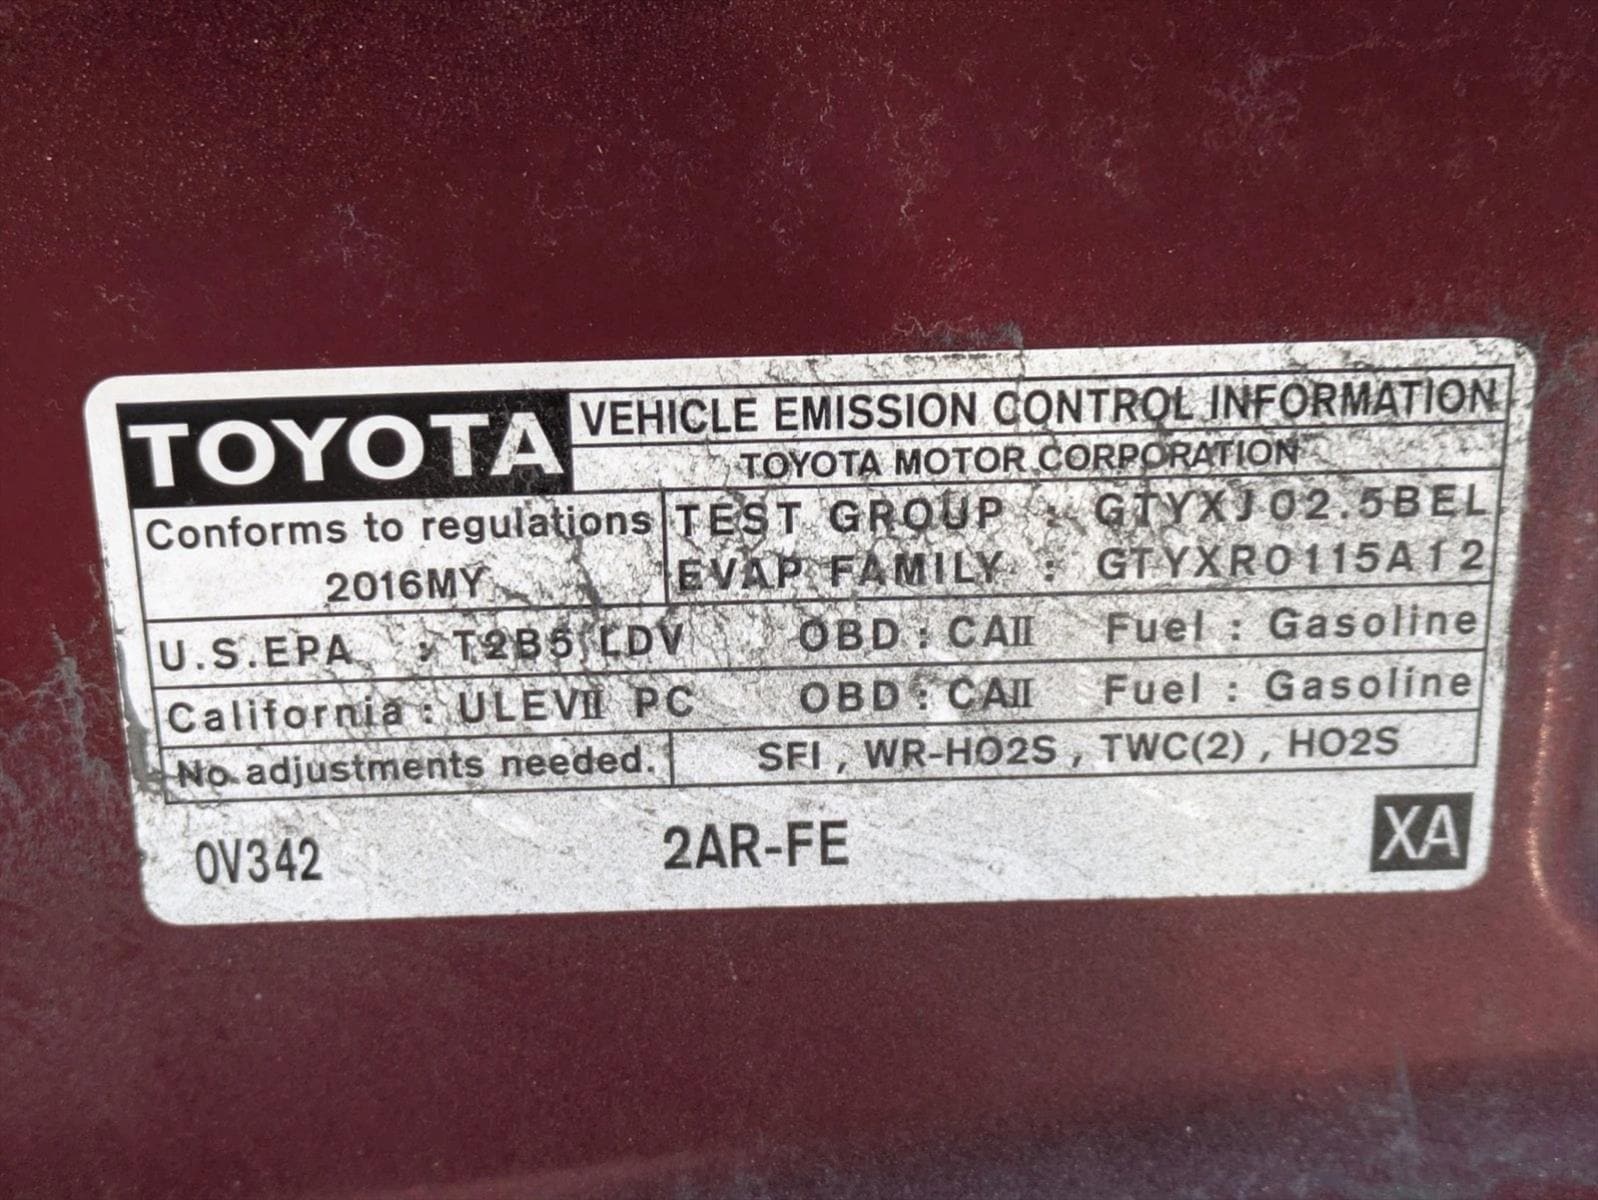 TOYOTA
VEHICLE EMISSION CONTROL INFORMATION
TOYOTA MOTOR CORPORATION
Conforms to regulations
2016MY
TEST GROUP : GTYXJ02.5BEL
EVAP FAMILY : GTYXR0115A12
U.S.EPA : T2B5 LDV OBD : CAII Fuel : Gasoline
California : ULEVII PC OBD : CAII Fuel : Gasoline
No adjustments needed. SFI , WR-HO2S , TWC(2) , HO2S
0V342 2AR-FE XA